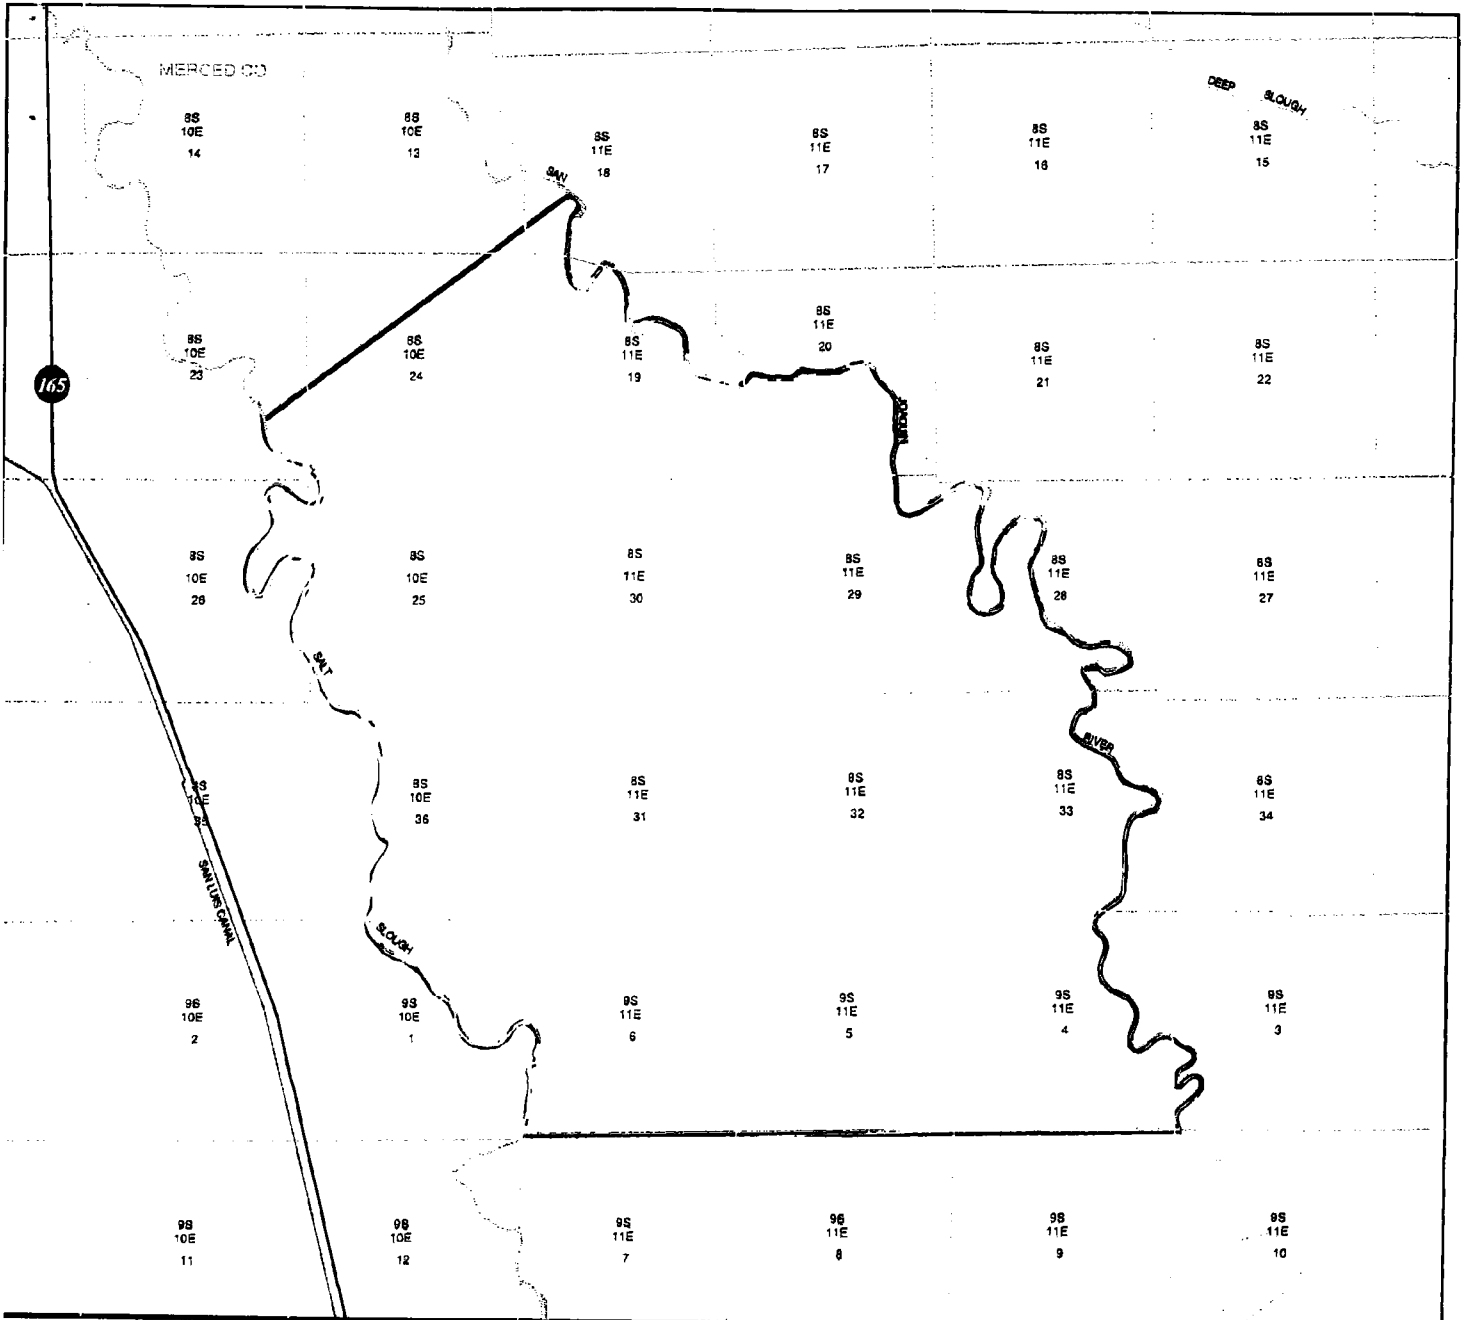 MERCED CO
DEEP SLOUGH
8S
10E
14
8S
10E
13
8S
11E
18
8S
11E
17
8S
11E
16
8S
11E
15
SAN
8S
10E
23
8S
10E
24
8S
11E
19
8S
11E
20
8S
11E
21
8S
11E
22
165
JOAQUIN
8S
10E
26
8S
10E
25
8S
11E
30
8S
11E
29
8S
11E
28
8S
11E
27
SALT
RIVER
8S
10E
35
8S
10E
36
8S
11E
31
8S
11E
32
8S
11E
33
8S
11E
34
SAN LUIS CANAL
SLOUGH
9S
10E
2
9S
10E
1
9S
11E
6
9S
11E
5
9S
11E
4
9S
11E
3
9S
10E
11
9S
10E
12
9S
11E
7
9S
11E
8
9S
11E
9
9S
11E
10